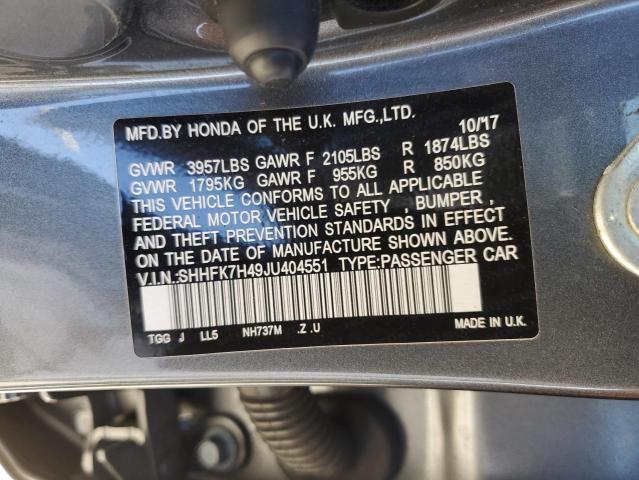 MFD.BY HONDA OF THE U.K. MFG.,LTD. 10/'17
GVWR 3957LBS GAWR F 2105LBS R 1874LBS
GVWR 1795KG GAWR F 955KG R 850KG
THIS VEHICLE CONFORMS TO ALL APPLICABLE
FEDERAL MOTOR VEHICLE SAFETY , BUMPER ,
AND THEFT PREVENTION STANDARDS IN EFFECT
ON THE DATE OF MANUFACTURE SHOWN ABOVE.
V.I.N.:SHHFK7H49JU404551 TYPE:PASSENGER CAR
TGG J LL5 NH737M .Z .U MADE IN U.K.